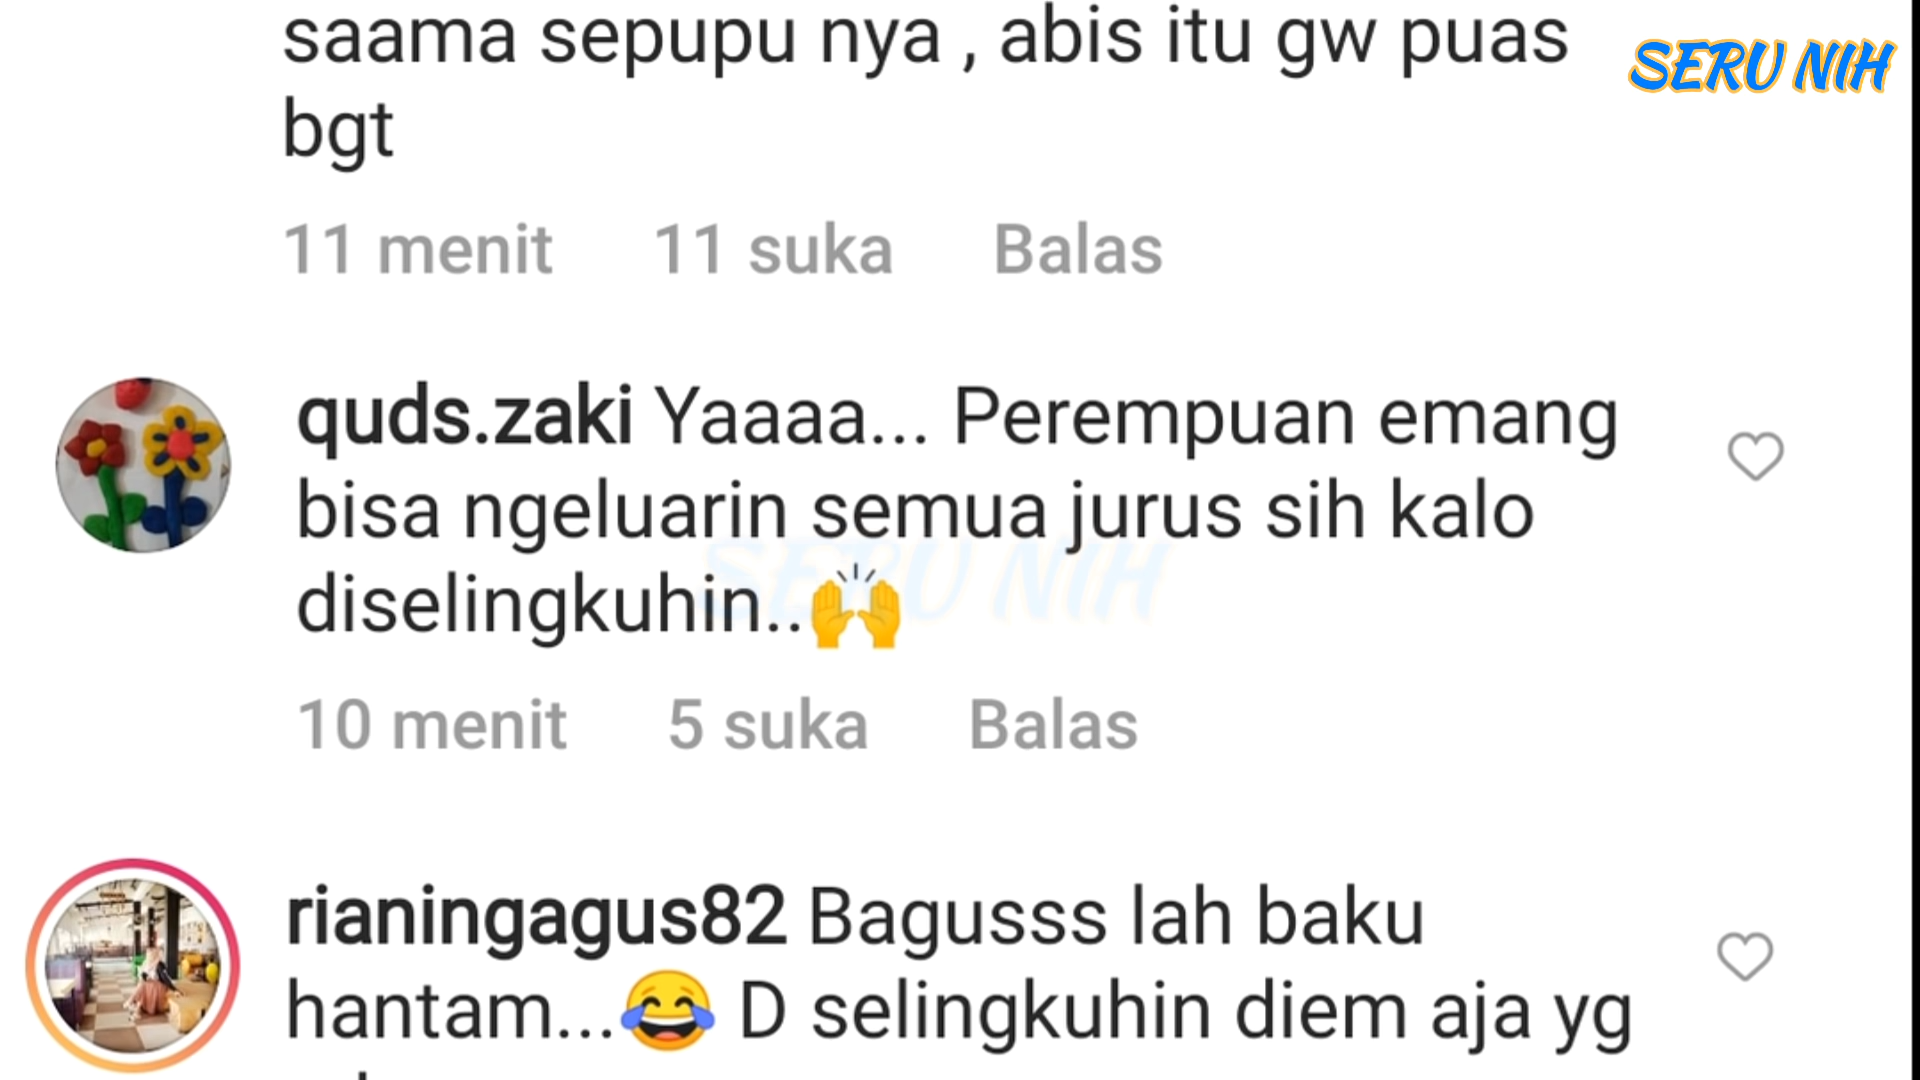 saama sepupu nya , abis itu gw puas
SERU NIH
bgt
11 menit 11 suka Balas
quds.zaki Yaaaa... Perempuan emang
bisa ngeluarin semua jurus sih kalo
SERU NIH
diselingkuhin..🙌
10 menit 5 suka Balas
rianingagus82 Bagusss lah baku
hantam...😂 D selingkuhin diem aja yg